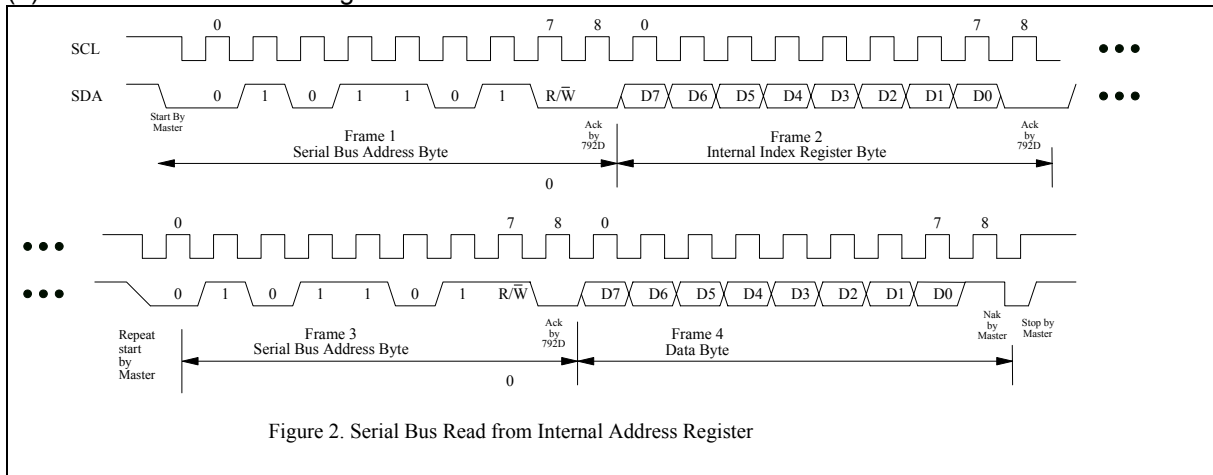 0 7 8 0 7 8
SCL
SDA 0 1 0 1 1 0 1 R/W̅ D7 D6 D5 D4 D3 D2 D1 D0
Start By
Master
Frame 1
Serial Bus Address Byte
Ack
by
792D
Frame 2
Internal Index Register Byte
Ack
by
792D
0
0 7 8 0 7 8
0 1 0 1 1 0 1 R/W̅ D7 D6 D5 D4 D3 D2 D1 D0
Repeat
start
by
Master
Frame 3
Serial Bus Address Byte
Ack
by
792D
Frame 4
Data Byte
Nak
by
Master
Stop by
Master
0
Figure 2. Serial Bus Read from Internal Address Register